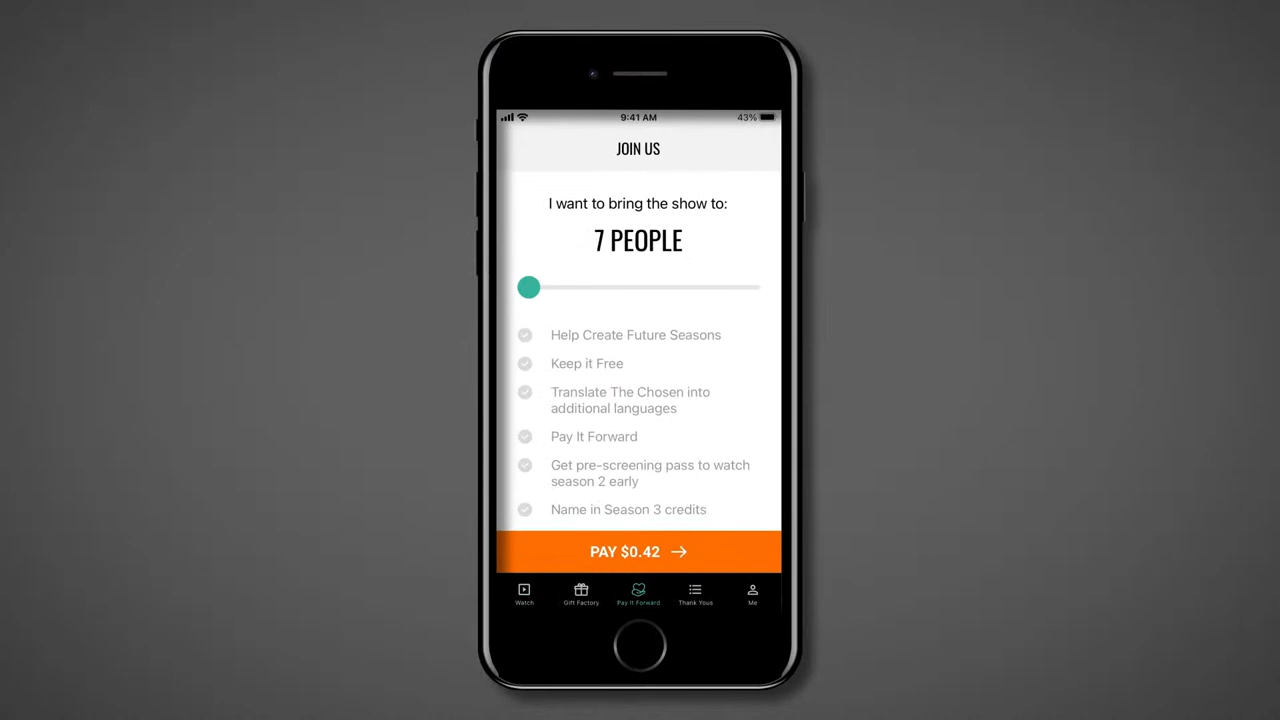 9:41 AM
43%
JOIN US
I want to bring the show to:
7 PEOPLE
Help Create Future Seasons
Keep it Free
Translate The Chosen into
additional languages
Pay It Forward
Get pre-screening pass to watch
season 2 early
Name in Season 3 credits
PAY $0.42
Watch
Gift Factory
Pay It Forward
Thank Yous
Me